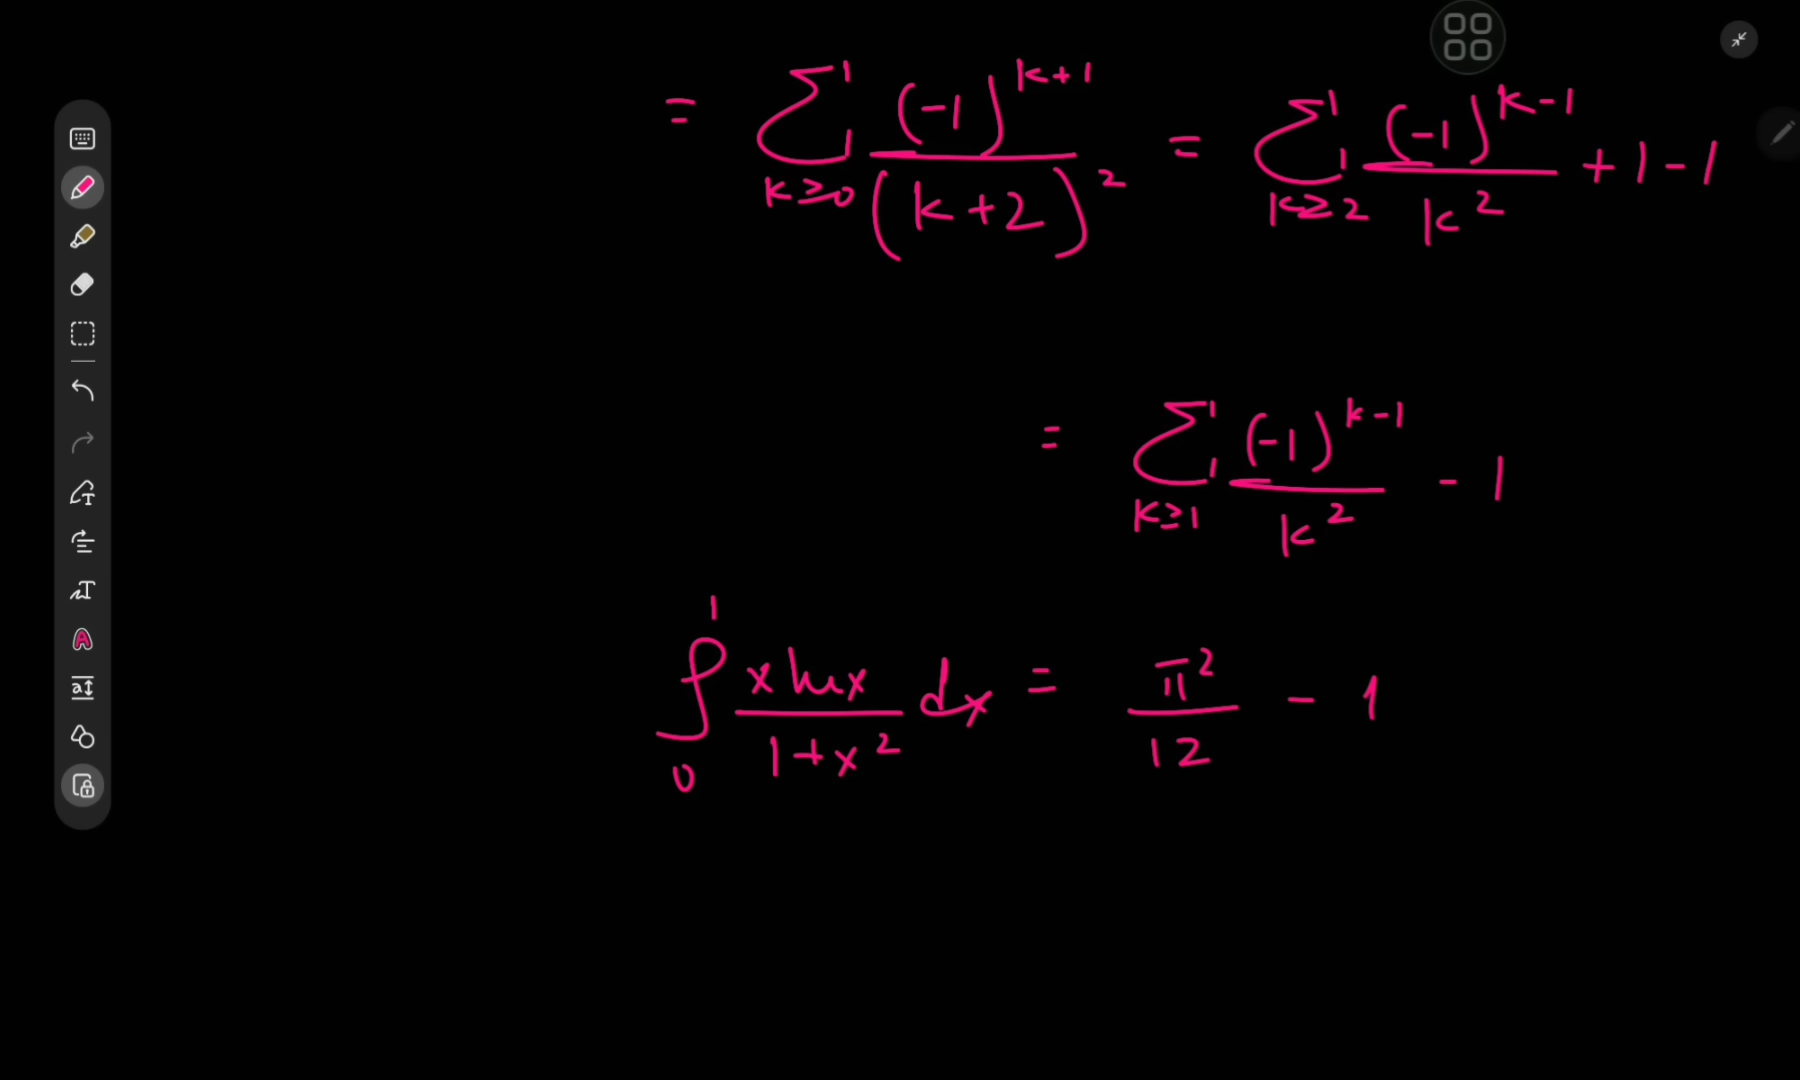 = ∑_{k≥0} (-1)^{k+1} / (k+2)^2 = ∑_{k≥2} (-1)^{k-1} / k^2 + 1 - 1
= ∑_{k≥1} (-1)^{k-1} / k^2 - 1
∫_0^1 x ln x / 1+x^2 dx = π^2 / 12 - 1